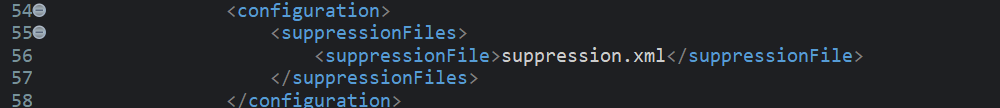 54 <configuration>
55 <suppressionFiles>
56 <suppressionFile>suppression.xml</suppressionFile>
57 </suppressionFiles>
58 </configuration>